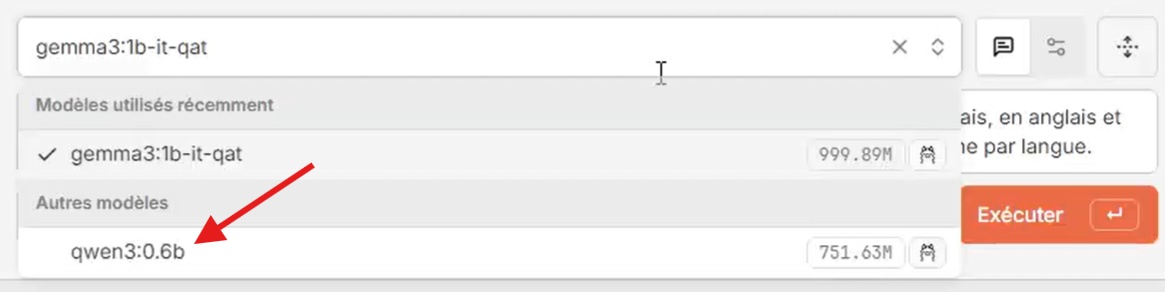 gemma3:1b-it-qat
Modèles utilisés récemment
gemma3:1b-it-qat 999.89M
Autres modèles
qwen3:0.6b 751.63M
ais, en anglais et
ne par langue.
Exécuter